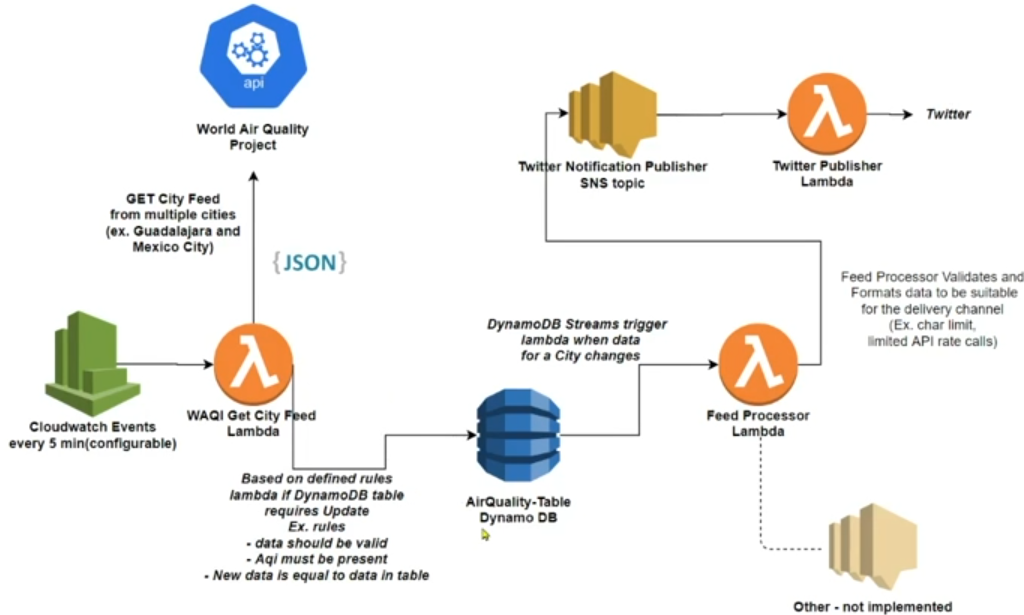 api
World Air Quality
Project
GET City Feed
from multiple cities
(ex. Guadalajara and
Mexico City)
{JSON}
Cloudwatch Events
every 5 min(configurable)
λ
WAQI Get City Feed
Lambda
Based on defined rules
lambda if DynamoDB table
requires Update
Ex. rules
- data should be valid
- Aqi must be present
- New data is equal to data in table
AirQuality-Table
Dynamo DB
DynamoDB Streams trigger
lambda when data
for a City changes
λ
Feed Processor
Lambda
Feed Processor Validates and
Formats data to be suitable
for the delivery channel
(Ex. char limit,
limited API rate calls)
Twitter Notification Publisher
SNS topic
λ
Twitter Publisher
Lambda
Twitter
Other - not implemented